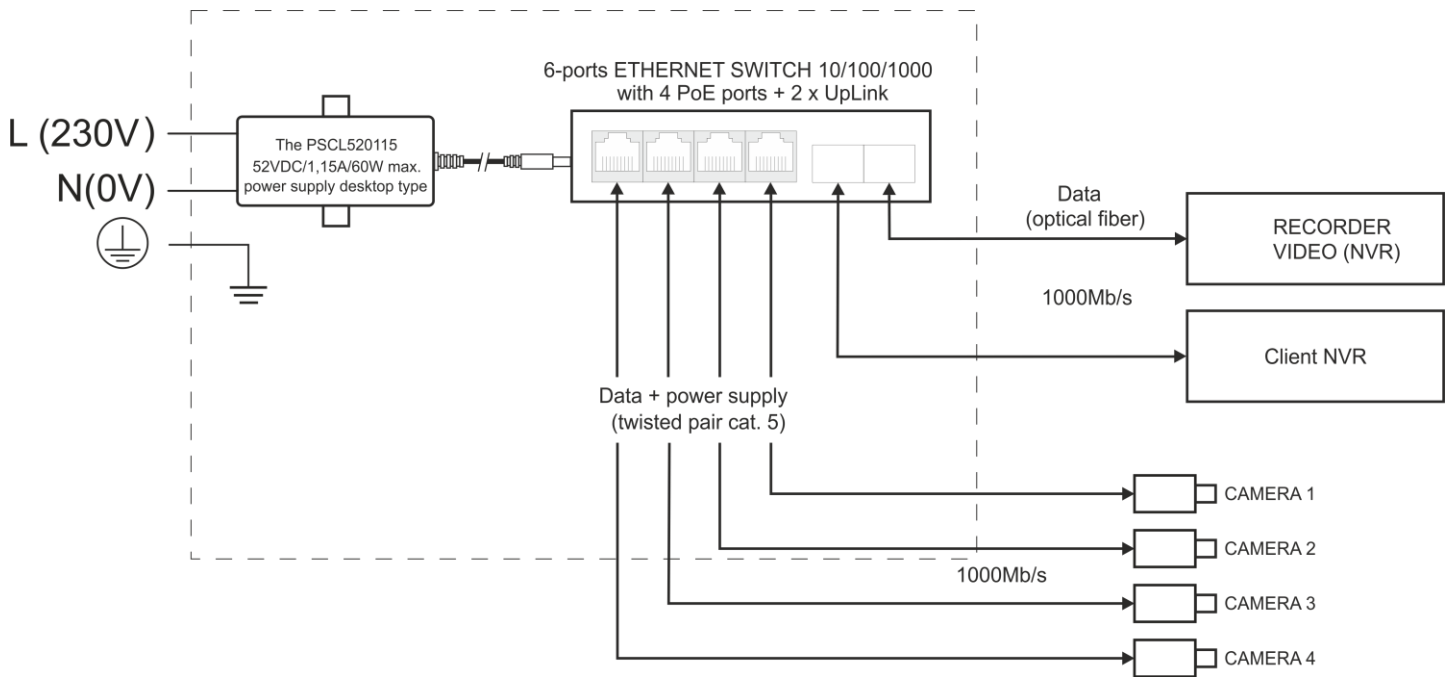 6-ports ETHERNET SWITCH 10/100/1000
with 4 PoE ports + 2 x UpLink
L (230V)
N(0V)
The PSCL520115
52VDC/1,15A/60W max.
power supply desktop type
Data
(optical fiber)
RECORDER
VIDEO (NVR)
1000Mb/s
Client NVR
Data + power supply
(twisted pair cat. 5)
CAMERA 1
CAMERA 2
1000Mb/s
CAMERA 3
CAMERA 4